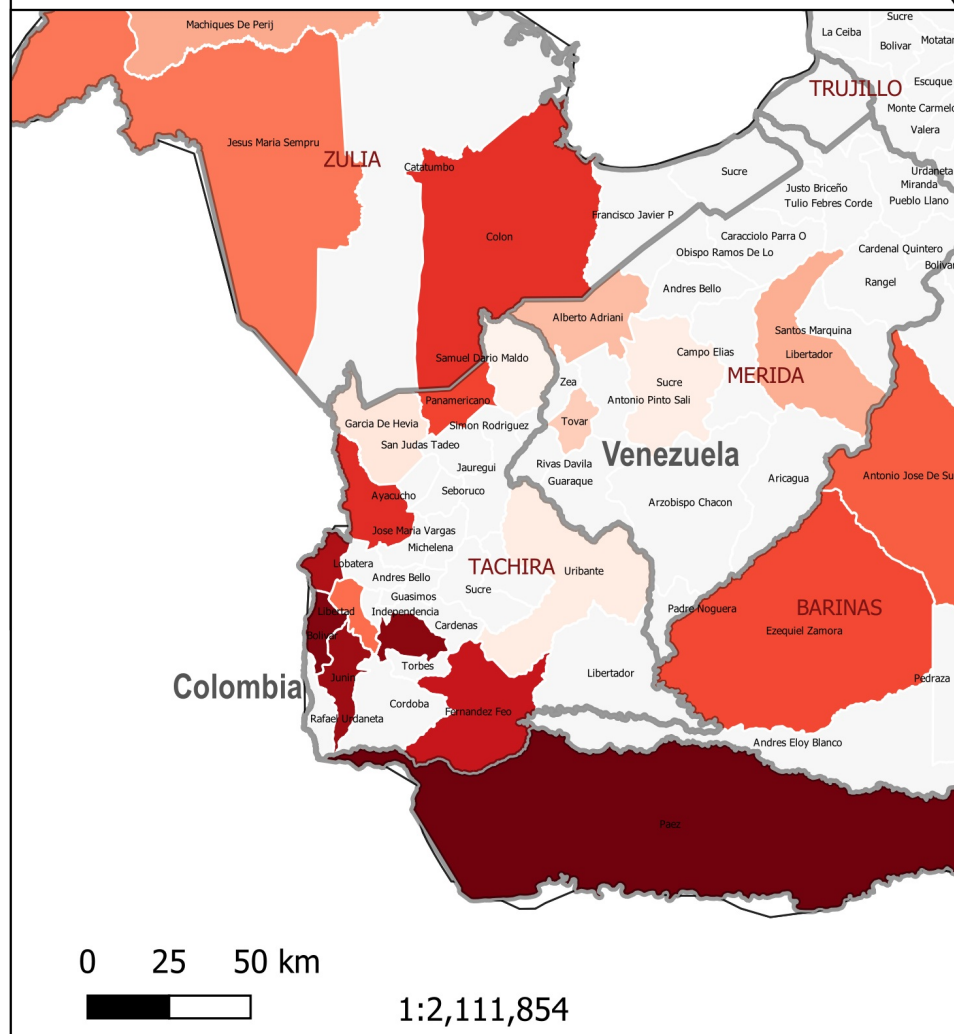 Machiques De Perij
Sucre
La Ceiba
Bolivar
Motatan
Escuque
TRUJILLO
Monte Carmelo
Valera
Jesus Maria Sempru
ZULIA
Catatumbo
Sucre
Urdaneta
Miranda
Justo Briceño
Pueblo Llano
Tulio Febres Corde
Francisco Javier P
Colon
Caracciolo Parra O
Cardenal Quintero
Obispo Ramos De Lo
Bolivar
Rangel
Andres Bello
Alberto Adriani
Santos Marquina
Samuel Dario Maldo
Campo Elias
Libertador
MERIDA
Zea
Sucre
Panamericano
Antonio Pinto Sali
Garcia De Hevia
Simon Rodriguez
Tovar
San Judas Tadeo
Venezuela
Jauregui
Rivas Davila
Seboruco
Guaraque
Aricagua
Antonio Jose De Su
Ayacucho
Arzobispo Chacon
Jose Maria Vargas
Michelena
Lobatera
TACHIRA
Uribante
Andres Bello
Sucre
Guasimos
Libertad
Independencia
Padre Noguera
BARINAS
Cardenas
Bolivar
Ezequiel Zamora
Torbes
Junin
Libertador
Pedraza
Colombia
Cordoba
Fernandez Feo
Rafael Urdaneta
Andres Eloy Blanco
Paez
0 25 50 km
1:2,111,854